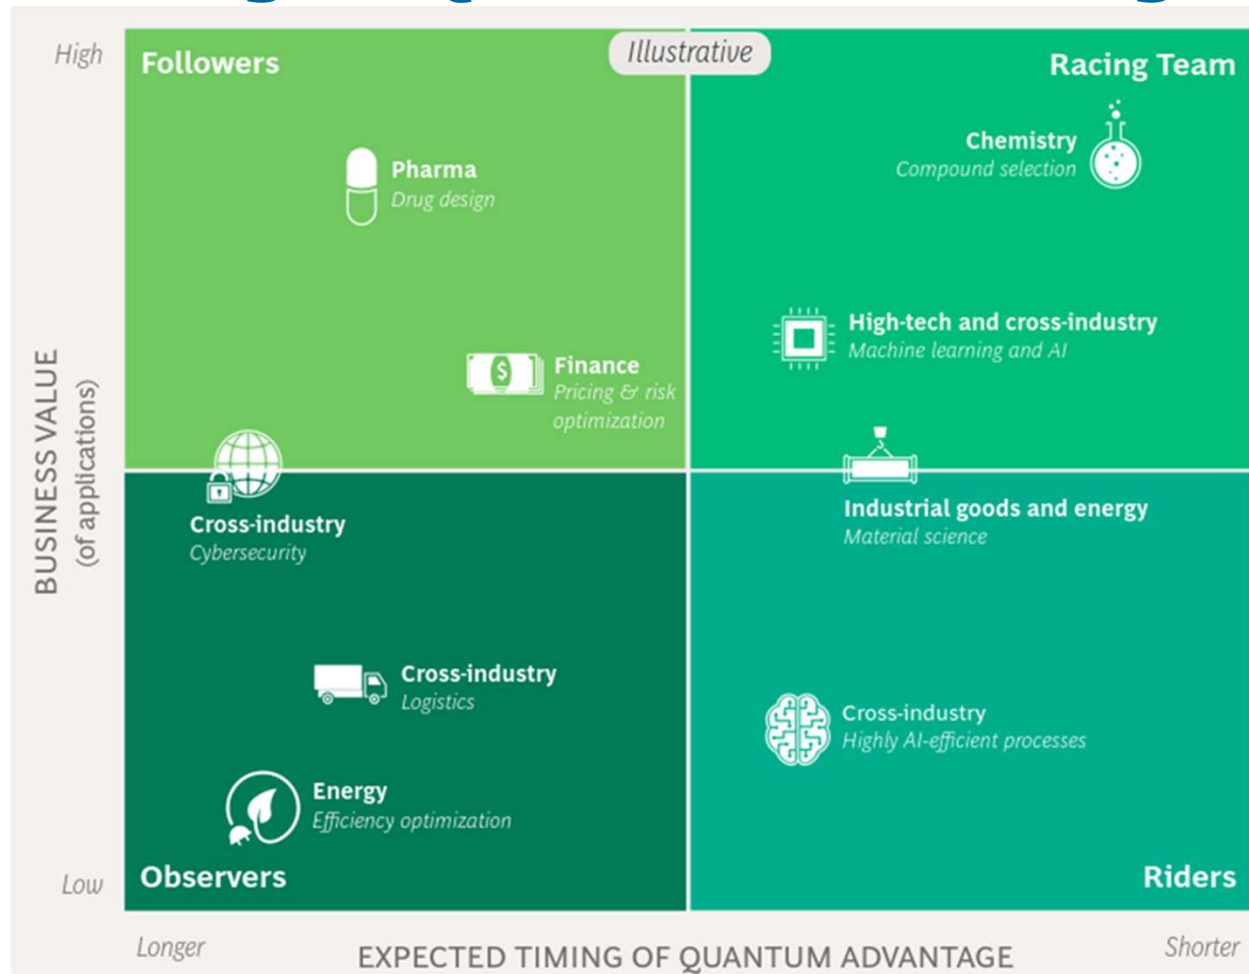 High
Followers
Illustrative
Racing Team
Chemistry
Compound selection
Pharma
Drug design
High-tech and cross-industry
Machine learning and AI
Finance
$
Pricing & risk
optimization
BUSINESS VALUE
(of applications)
Cross-industry
Cybersecurity
Industrial goods and energy
Material science
Cross-industry
Logistics
Cross-industry
Highly AI-efficient processes
Energy
Efficiency optimization
Low
Observers
Riders
Longer
EXPECTED TIMING OF QUANTUM ADVANTAGE
Shorter